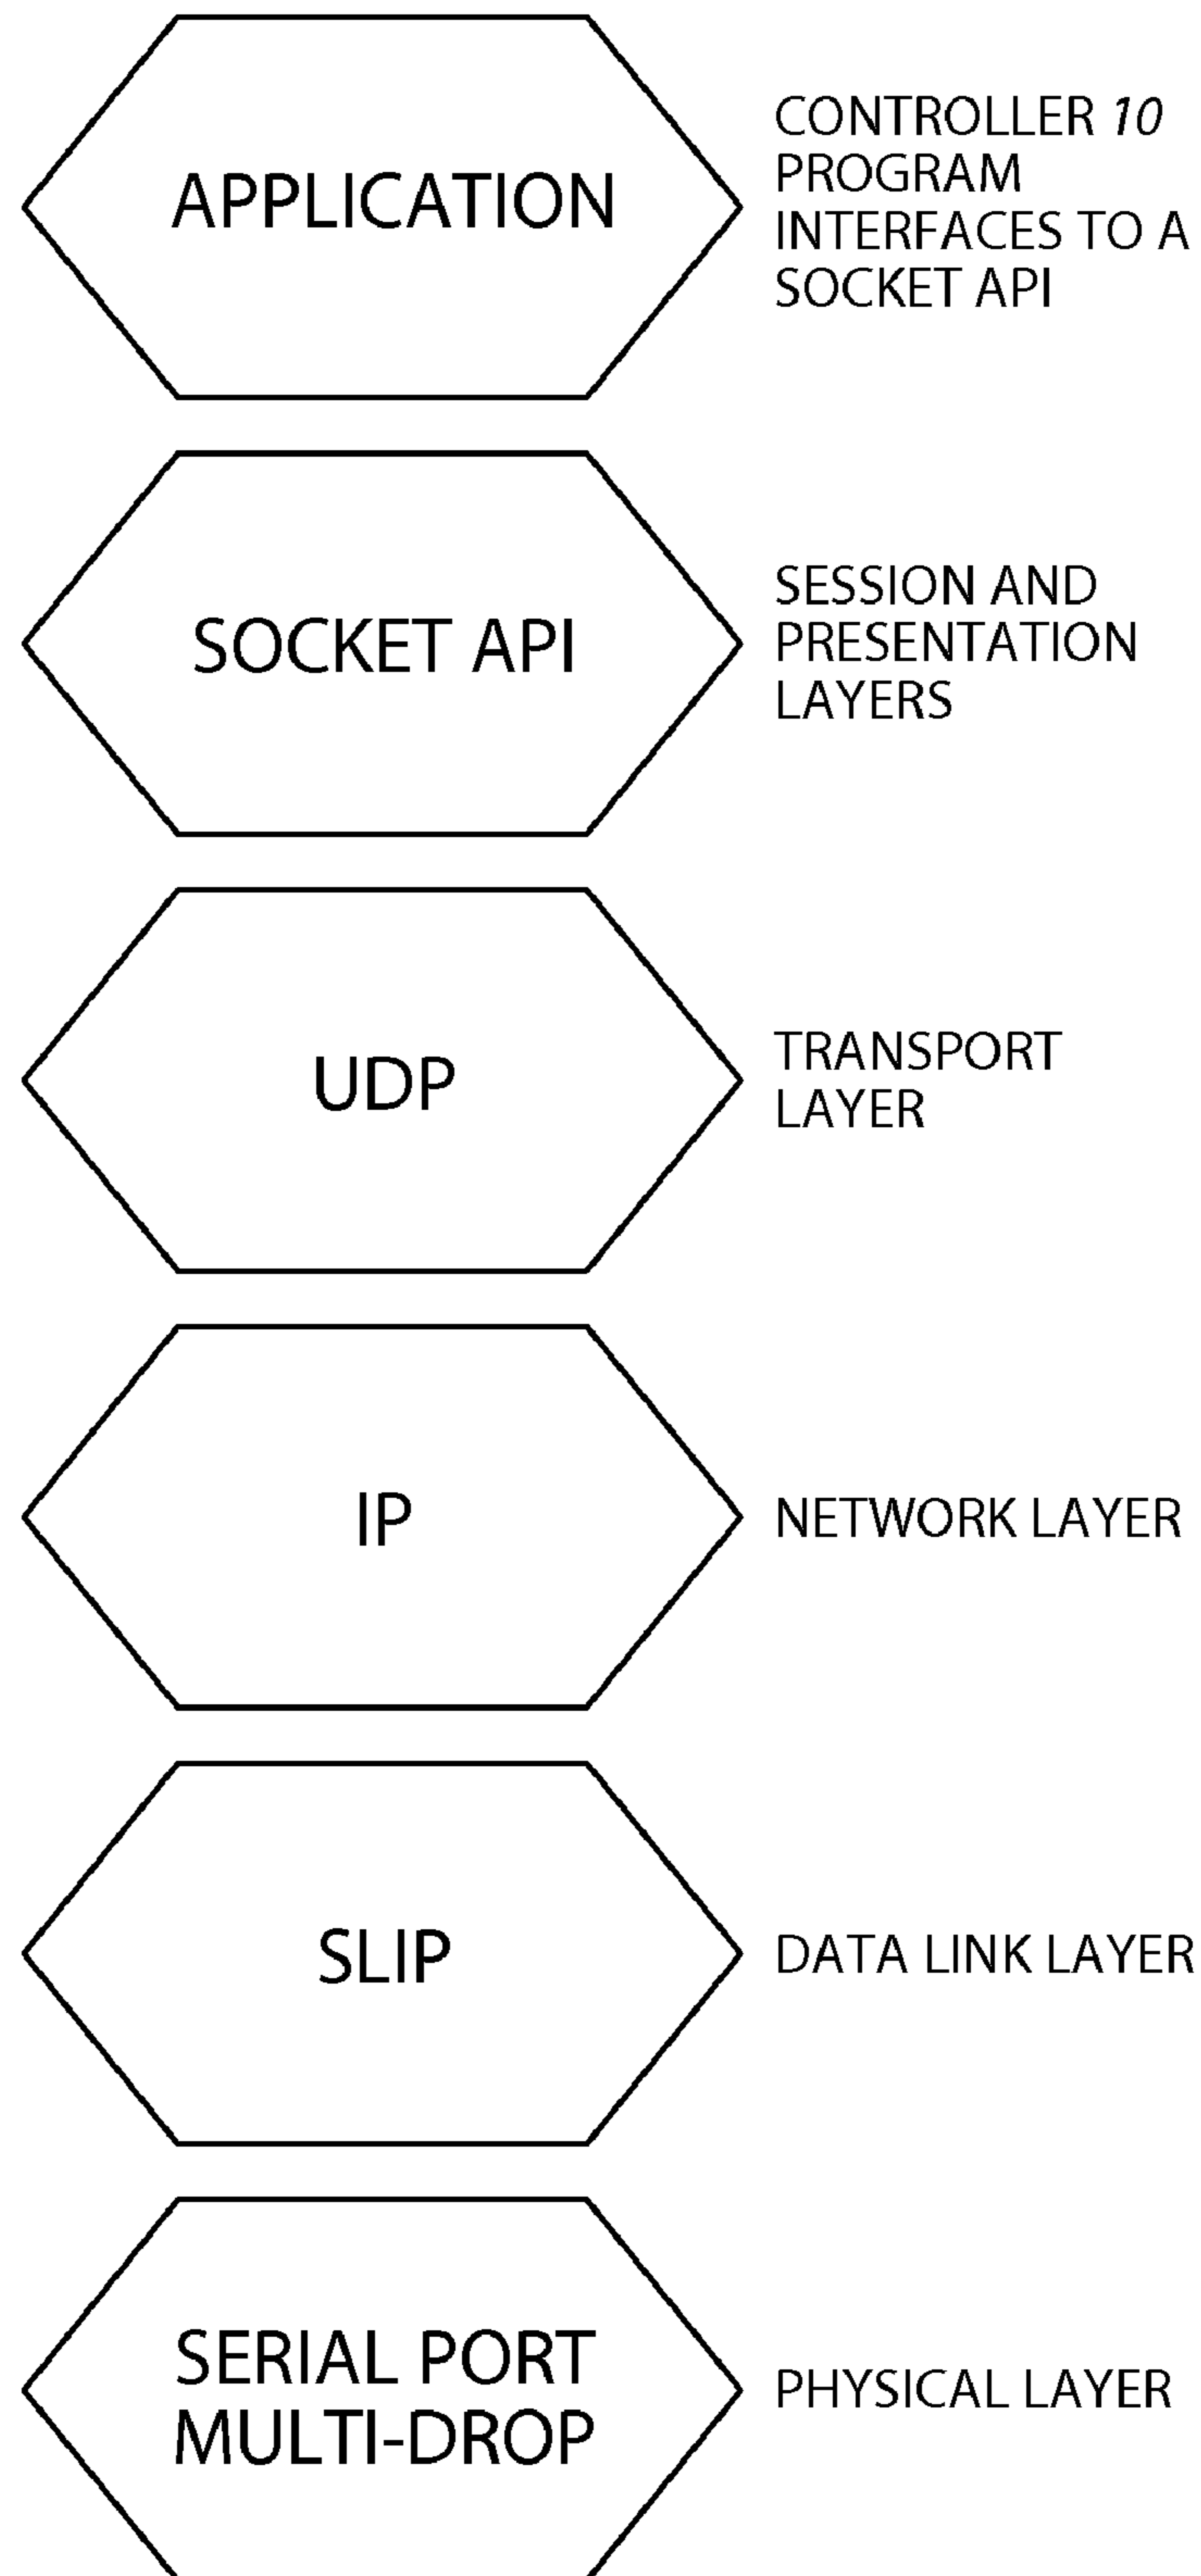 APPLICATION
CONTROLLER 10
PROGRAM
INTERFACES TO A
SOCKET API
SOCKET API
SESSION AND
PRESENTATION
LAYERS
UDP
TRANSPORT
LAYER
IP
NETWORK LAYER
SLIP
DATA LINK LAYER
SERIAL PORT
MULTI-DROP
PHYSICAL LAYER